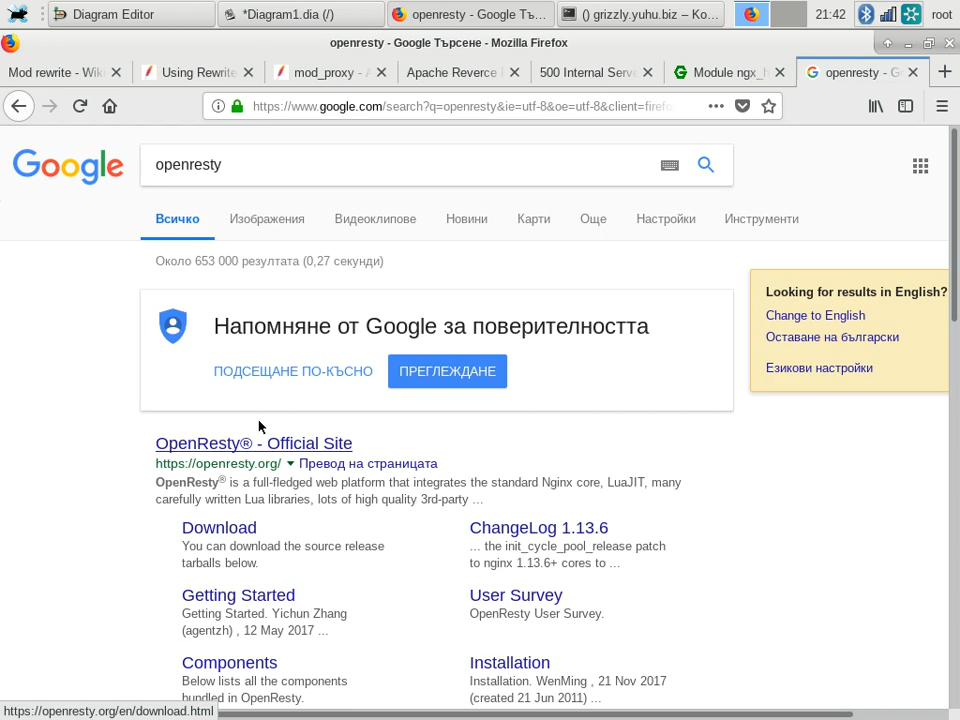 Diagram Editor
*Diagram1.dia (/)
openresty - Google Тъ...
() grizzly.yuhu.biz – Ko...
21:42
root
openresty - Google Търсене - Mozilla Firefox
Mod rewrite - Wiki
Using Rewrite
mod_proxy - A
Apache Reverce
500 Internal Serve
Module ngx_h
openresty - G
https://www.google.com/search?q=openresty&ie=utf-8&oe=utf-8&client=firefo
Google
openresty
Всичко
Изображения
Видеоклипове
Новини
Карти
Още
Настройки
Инструменти
Около 653 000 резултата (0,27 секунди)
Напомняне от Google за поверителността
ПОДСЕЩАНЕ ПО-КЪСНО
ПРЕГЛЕЖДАНЕ
Looking for results in English?
Change to English
Оставане на български
Езикови настройки
OpenResty® - Official Site
https://openresty.org/ Превод на страницата
OpenResty® is a full-fledged web platform that integrates the standard Nginx core, LuaJIT, many
carefully written Lua libraries, lots of high quality 3rd-party ...
Download
You can download the source release
tarballs below.
ChangeLog 1.13.6
... the init_cycle_pool_release patch
to nginx 1.13.6+ cores to ...
Getting Started
Getting Started. Yichun Zhang
(agentzh) , 12 May 2017 ...
User Survey
OpenResty User Survey.
Components
Below lists all the components
bundled in OpenResty.
Installation
Installation. WenMing , 21 Nov 2017
(created 21 Jun 2011) ...
https://openresty.org/en/download.html